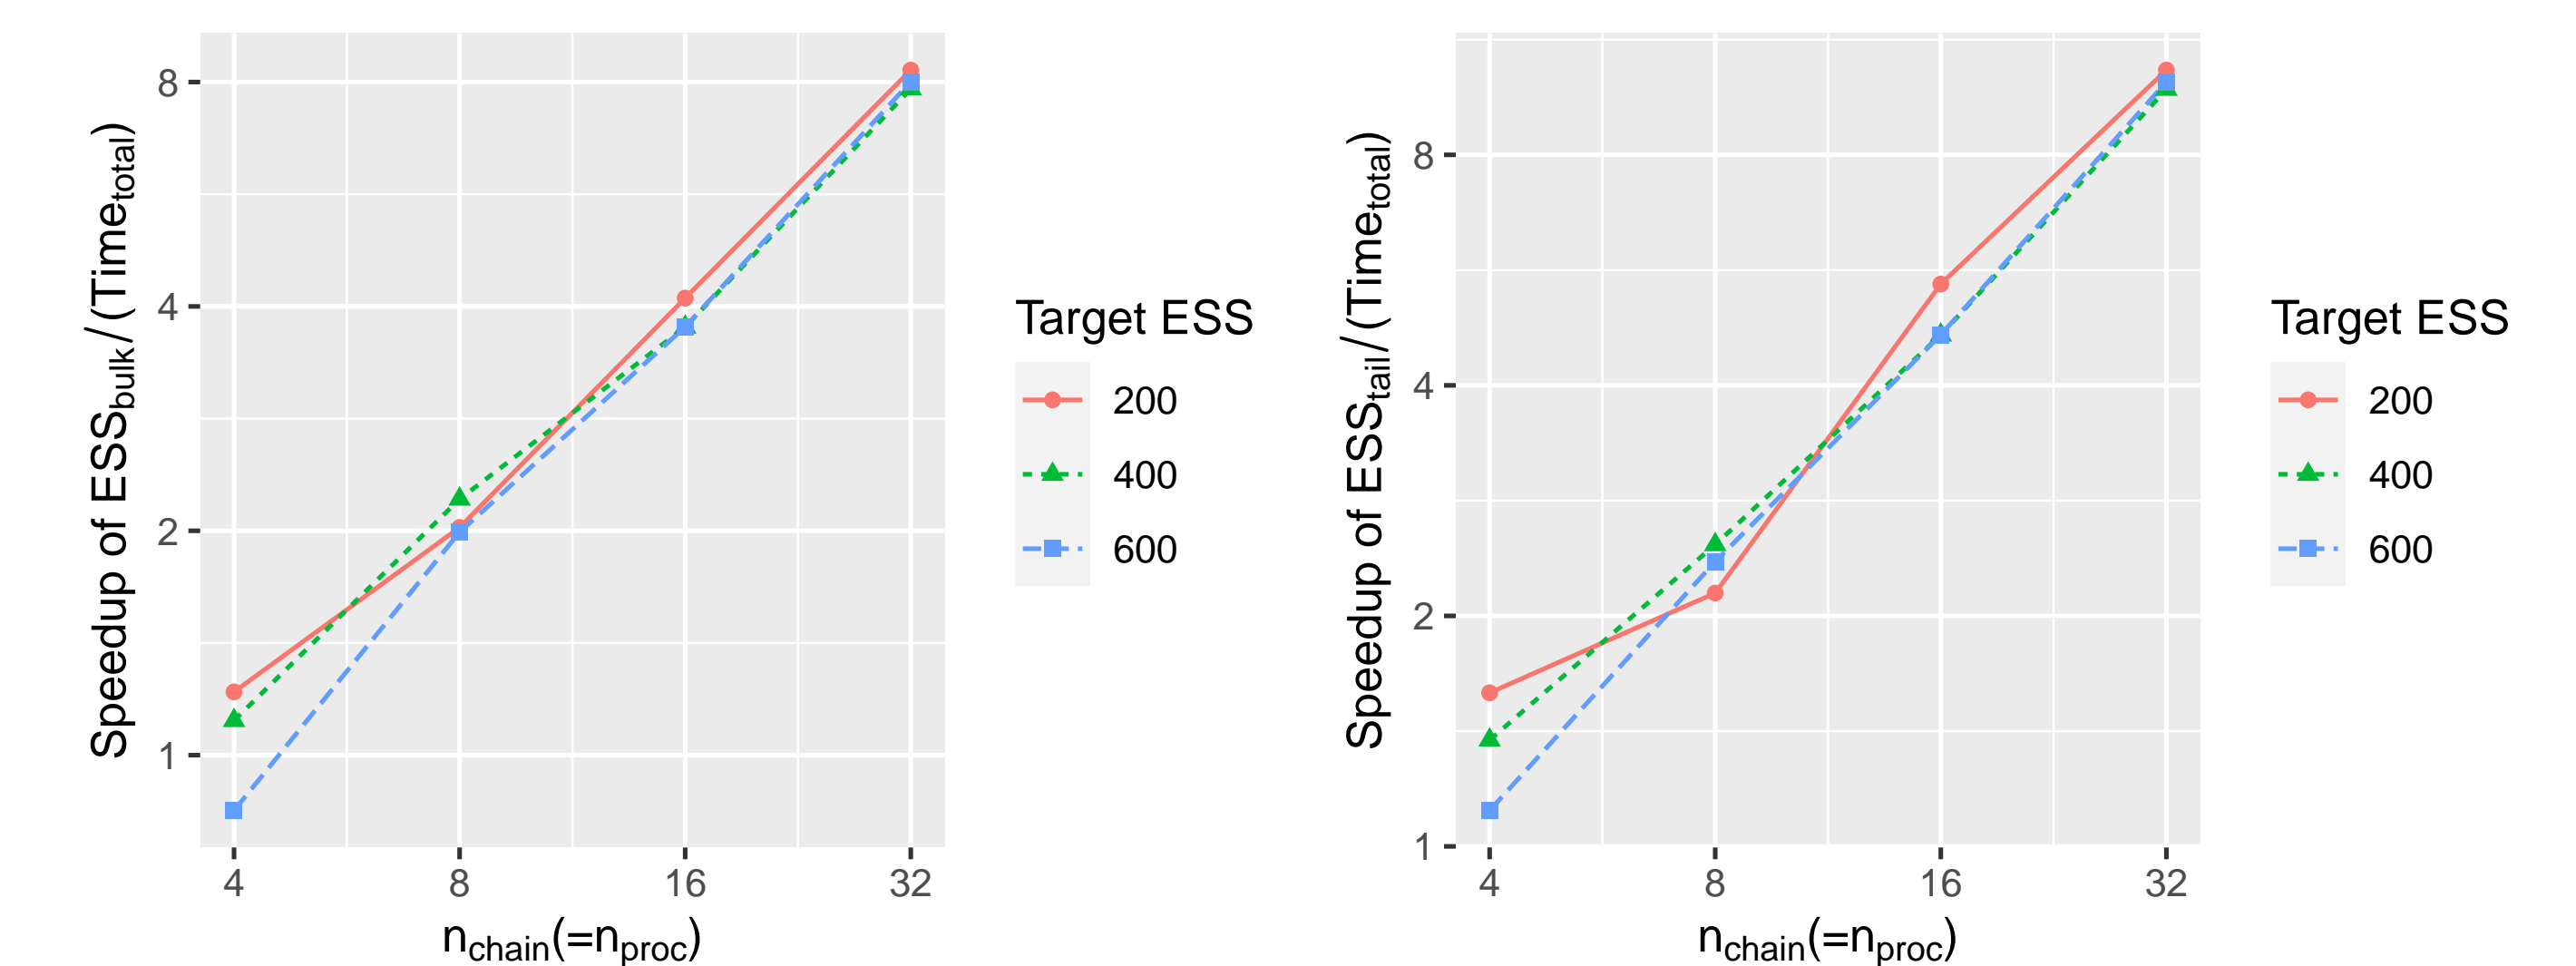 Speedup of ESSbulk/(Timetotal)
8
4
2
1
4 8 16 32
nchain(=nproc)
Target ESS
200
400
600
Speedup of ESStail/(Timetotal)
8
4
2
1
4 8 16 32
nchain(=nproc)
Target ESS
200
400
600